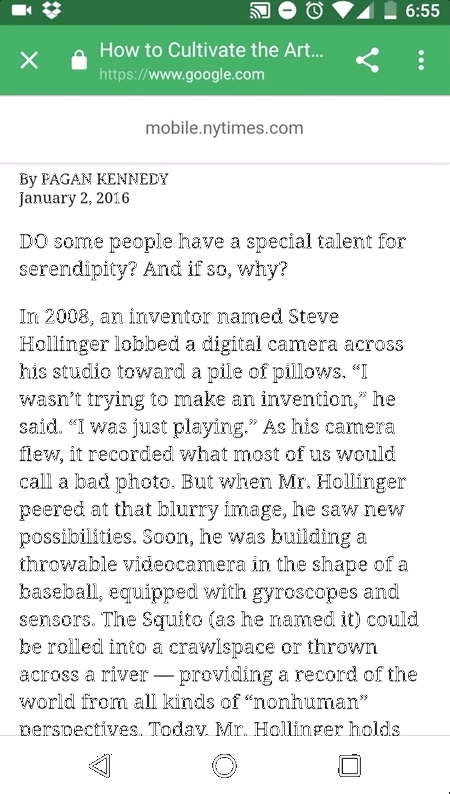 6:55
How to Cultivate the Art...
https://www.google.com
mobile.nytimes.com
By PAGAN KENNEDY
January 2, 2016
DO some people have a special talent for
serendipity? And if so, why?
In 2008, an inventor named Steve
Hollinger lobbed a digital camera across
his studio toward a pile of pillows. “I
wasn’t trying to make an invention,” he
said. “I was just playing.” As his camera
flew, it recorded what most of us would
call a bad photo. But when Mr. Hollinger
peered at that blurry image, he saw new
possibilities. Soon, he was building a
throwable videocamera in the shape of a
baseball, equipped with gyroscopes and
sensors. The Squito (as he named it) could
be rolled into a crawlspace or thrown
across a river — providing a record of the
world from all kinds of “nonhuman”
perspectives. Today, Mr. Hollinger holds